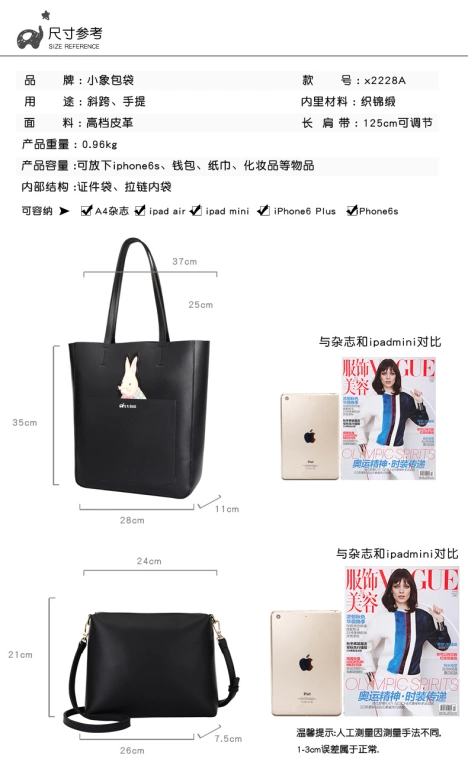 尺寸参考
SIZE REFERENCE
品 牌：小象包袋 款 号：x2228A
用 途：斜跨、手提 内里材料：织锦缎
面 料：高档皮革 长 肩 带：125cm可调节
产品重量：0.96kg
产品容量:可放下iphone6s、钱包、纸巾、化妆品等物品
内部结构:证件袋、拉链内袋
可容纳 A4杂志 ipad air ipad mini iPhone6 Plus Phone6s
37cm
25cm
与杂志和ipadmini对比
35cm
服饰 VOGUE
美容
iPad
OLYMPIC SPIRITS
奥运精神·时装传递
11cm
28cm
与杂志和ipadmini对比
24cm
服饰 VOGUE
美容
21cm
iPad
OLYMPIC SPIRITS
奥运精神·时装传递
7.5cm
26cm
温馨提示:人工测量因测量手法不同,
1-3cm误差属于正常.